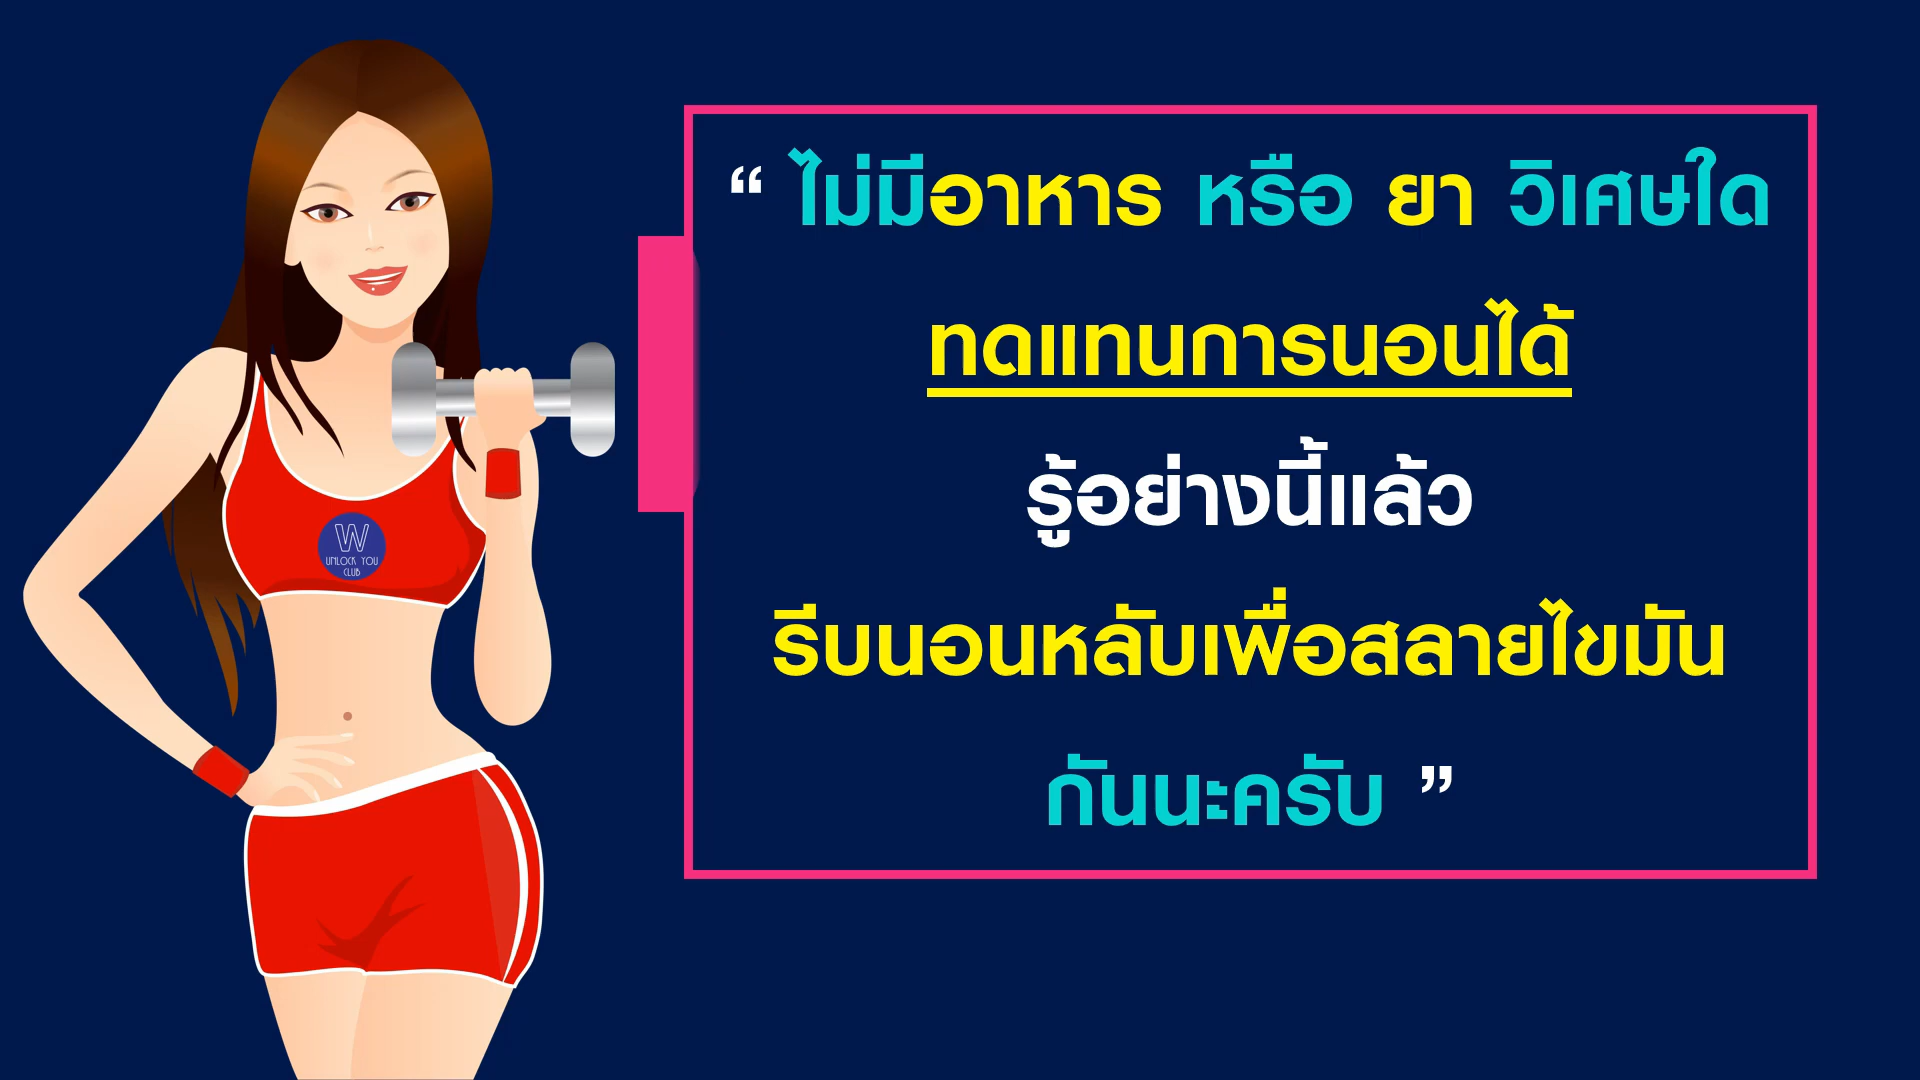 W
UNLOCK YOU
CLUB
“ ไม่มีอาหาร หรือ ยา วิเศษใด
ทดแทนการนอนได้
รู้อย่างนี้แล้ว
รีบนอนหลับเพื่อสลายไขมัน
กันนะครับ ”